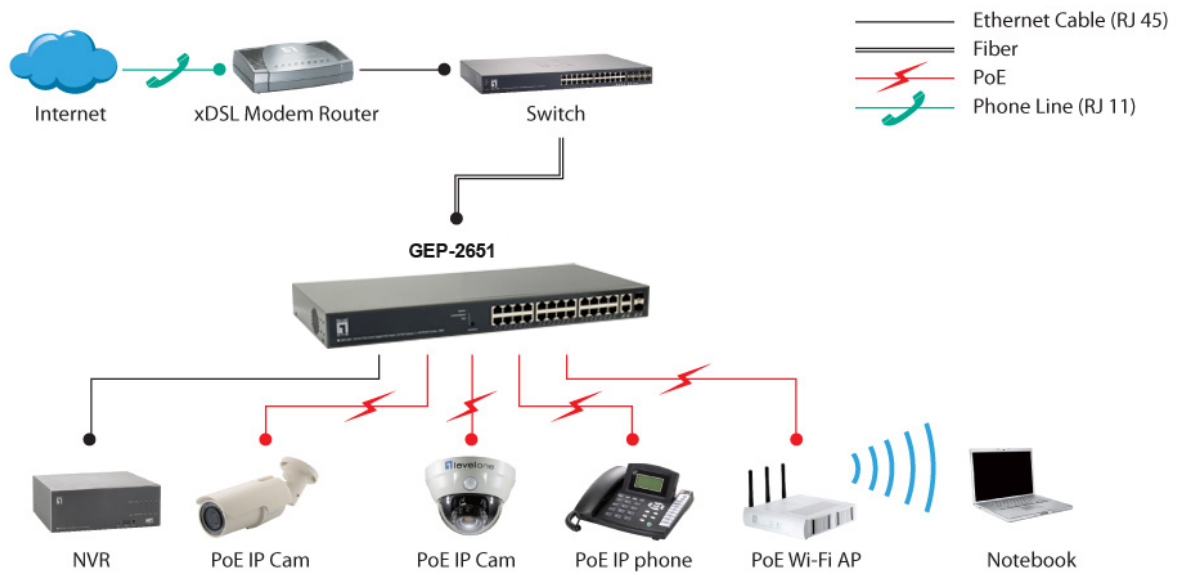 Ethernet Cable (RJ 45)
Fiber
PoE
Phone Line (RJ 11)
Internet
xDSL Modem Router
Switch
GEP-2651
levelone
NVR
PoE IP Cam
PoE IP Cam
PoE IP phone
PoE Wi-Fi AP
Notebook